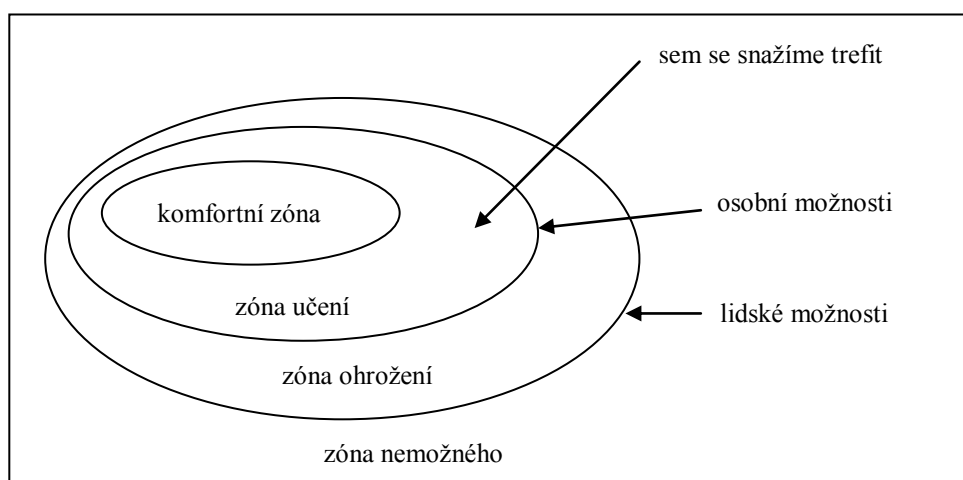 sem se snažíme trefit
osobní možnosti
komfortní zóna
zóna učení
lidské možnosti
zóna ohrožení
zóna nemožného